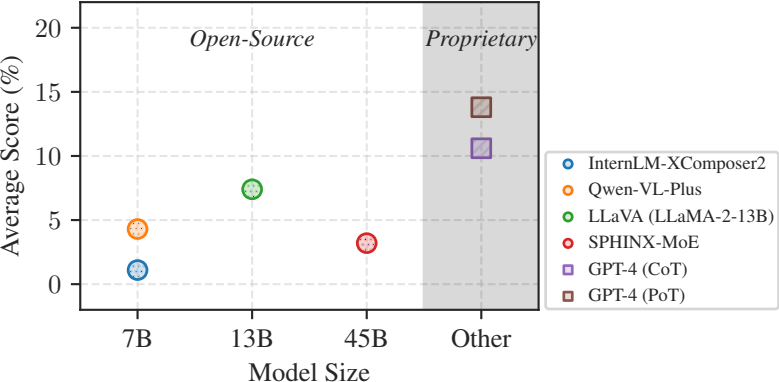 Average Score (%)
20
15
10
5
0
Open-Source
Proprietary
7B
13B
45B
Other
Model Size
InternLM-XComposer2
Qwen-VL-Plus
LLaVA (LLaMA-2-13B)
SPHINX-MoE
GPT-4 (CoT)
GPT-4 (PoT)